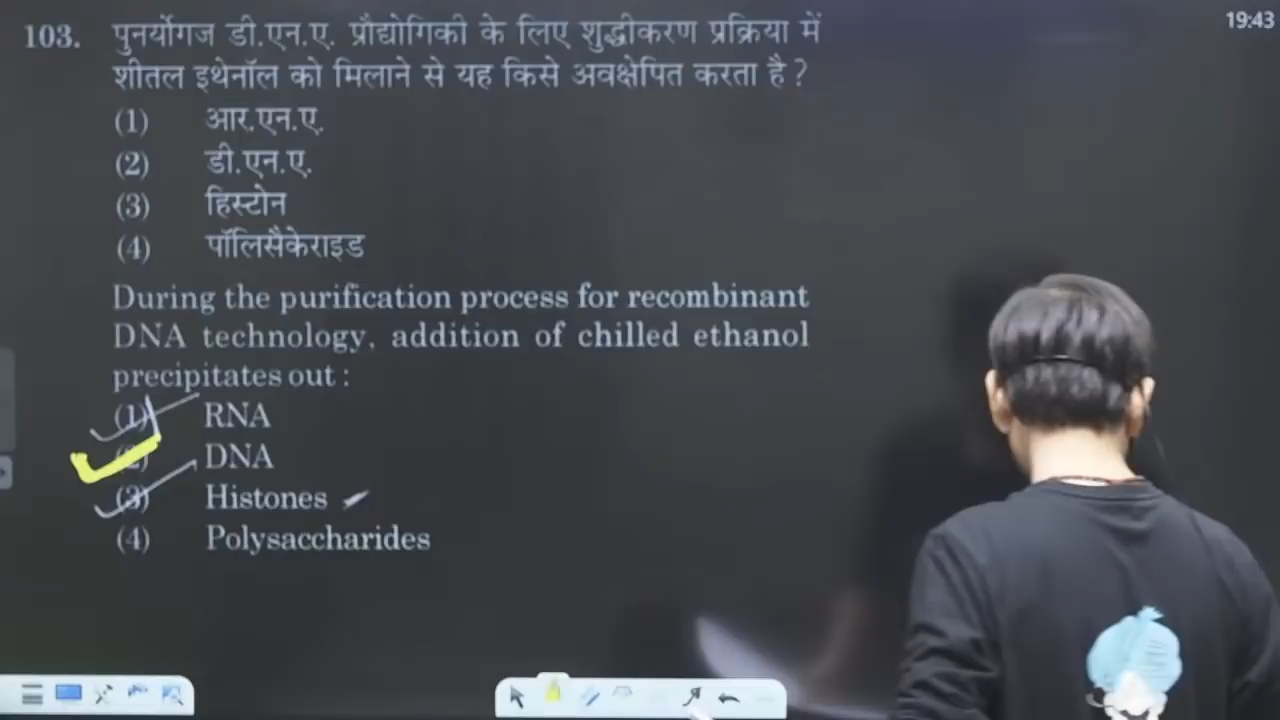 19:43
103. पुनर्योगज डी.एन.ए. प्रौद्योगिकी के लिए शुद्धीकरण प्रक्रिया में
शीतल इथेनॉल को मिलाने से यह किसे अवक्षेपित करता है ?
(1) आर.एन.ए.
(2) डी.एन.ए.
(3) हिस्टोन
(4) पॉलिसैकेराइड
During the purification process for recombinant
DNA technology, addition of chilled ethanol
precipitates out :
(1) RNA
(2) DNA
(3) Histones
(4) Polysaccharides